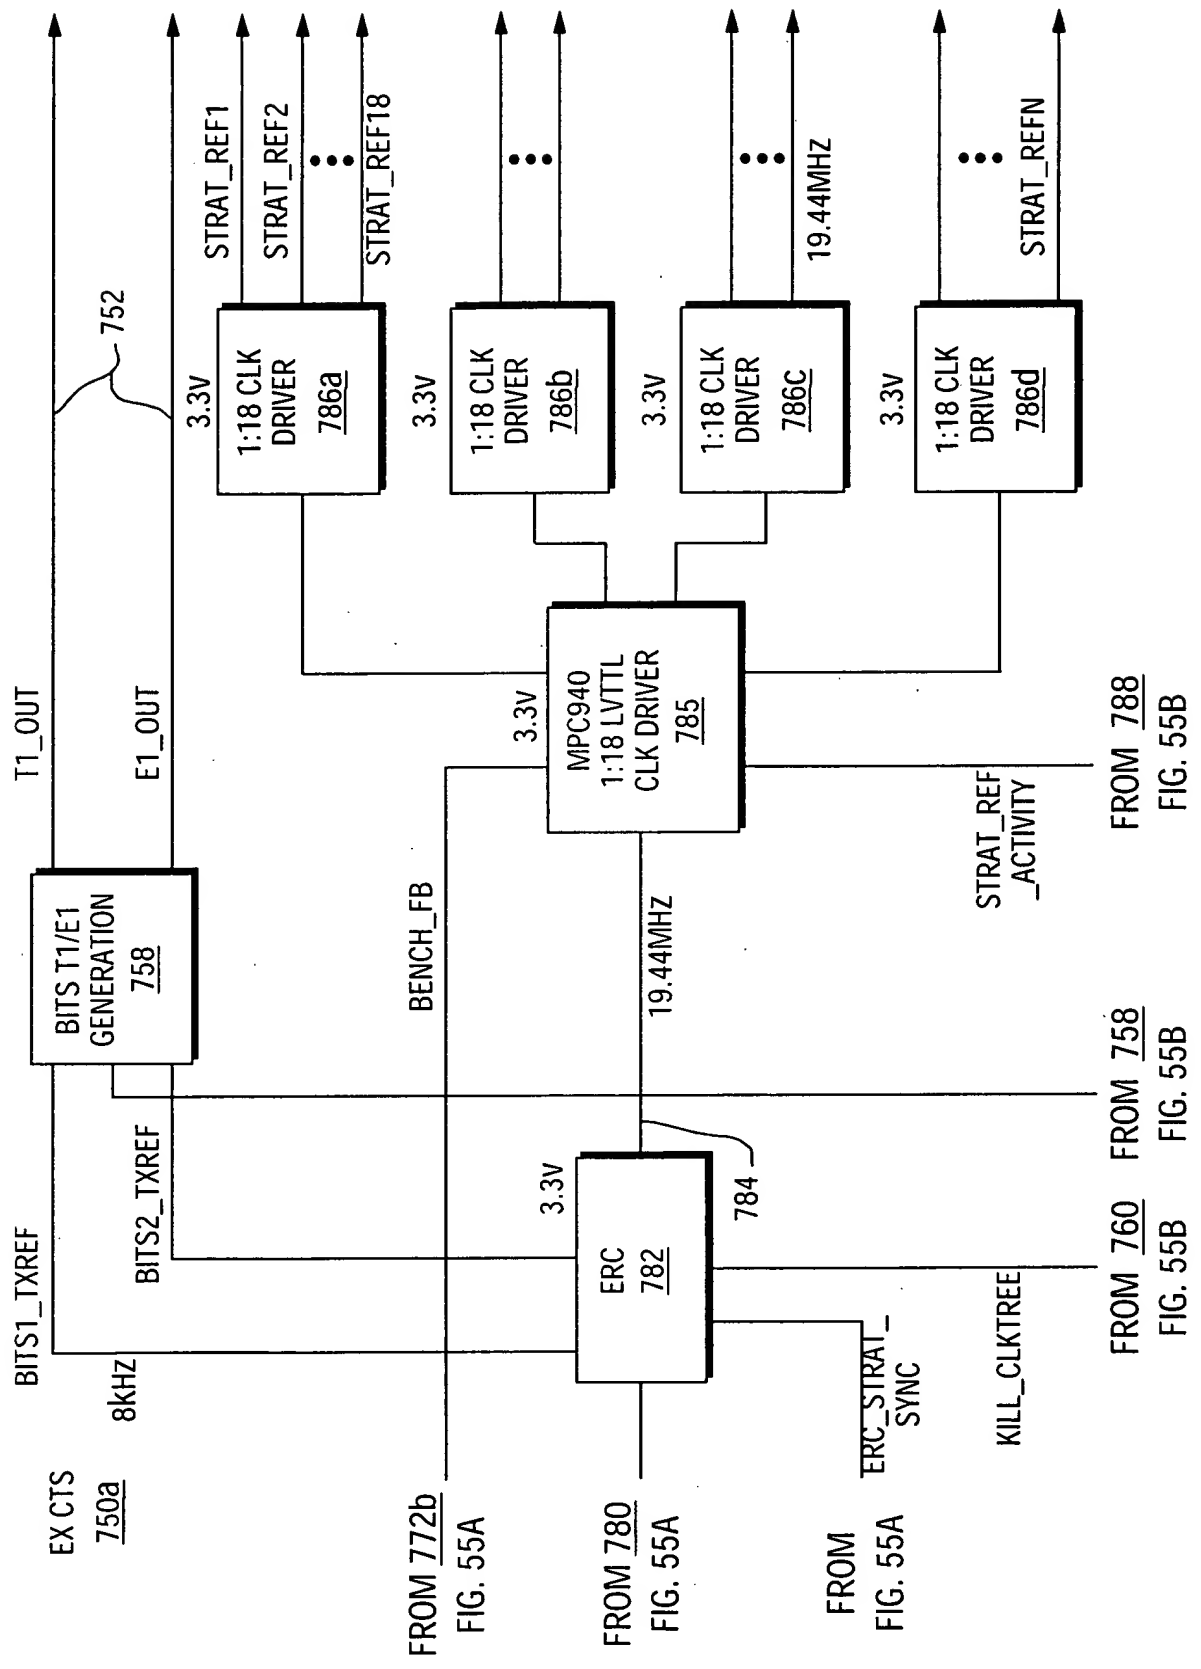 EX CTS
750a
BITS1_TXREF
8kHZ
BITS2_TXREF
BITS T1/E1
GENERATION
758
T1_OUT
E1_OUT
752
FROM 772b
FIG. 55A
BENCH_FB
FROM 780
FIG. 55A
FROM
FIG. 55A
ERC_STRAT_
SYNC
KILL_CLKTREE
FROM 760
FIG. 55B
FROM 758
FIG. 55B
3.3V
ERC
782
784
19.44MHZ
3.3V
MPC940
1:18 LVTTL
CLK DRIVER
785
STRAT_REF
_ACTIVITY
FROM 788
FIG. 55B
3.3V
1:18 CLK
DRIVER
786a
STRAT_REF1
STRAT_REF2
STRAT_REF18
3.3V
1:18 CLK
DRIVER
786b
3.3V
1:18 CLK
DRIVER
786c
19.44MHZ
3.3V
1:18 CLK
DRIVER
786d
STRAT_REFN